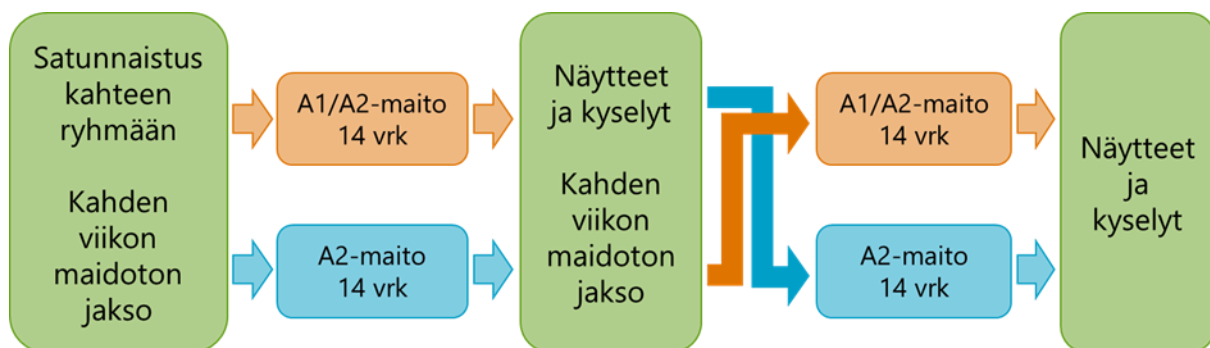 Satunnaistus
kahteen
ryhmään
Kahden
viikon
maidoton
jakso
A1/A2-maito
14 vrk
A2-maito
14 vrk
Näytteet
ja kyselyt
Kahden
viikon
maidoton
jakso
A1/A2-maito
14 vrk
A2-maito
14 vrk
Näytteet
ja
kyselyt